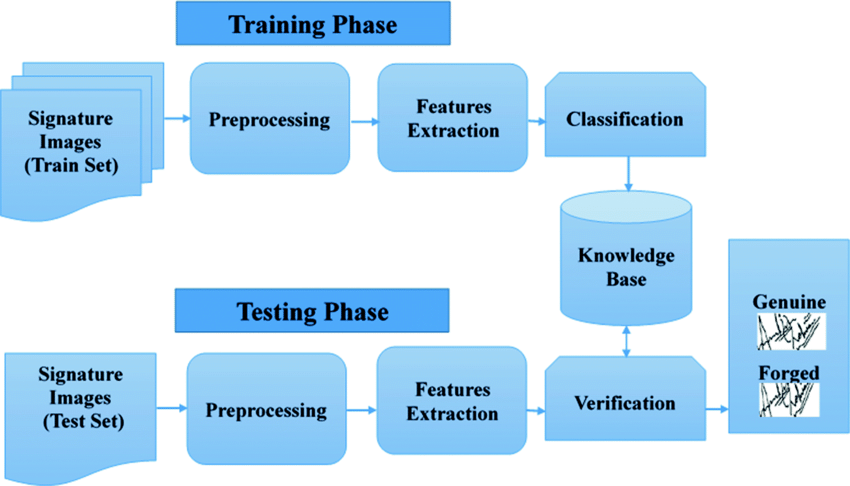 Training Phase
Signature
Images
(Train Set)
Preprocessing
Features
Extraction
Classification
Knowledge
Base
Testing Phase
Signature
Images
(Test Set)
Preprocessing
Features
Extraction
Verification
Genuine
Forged